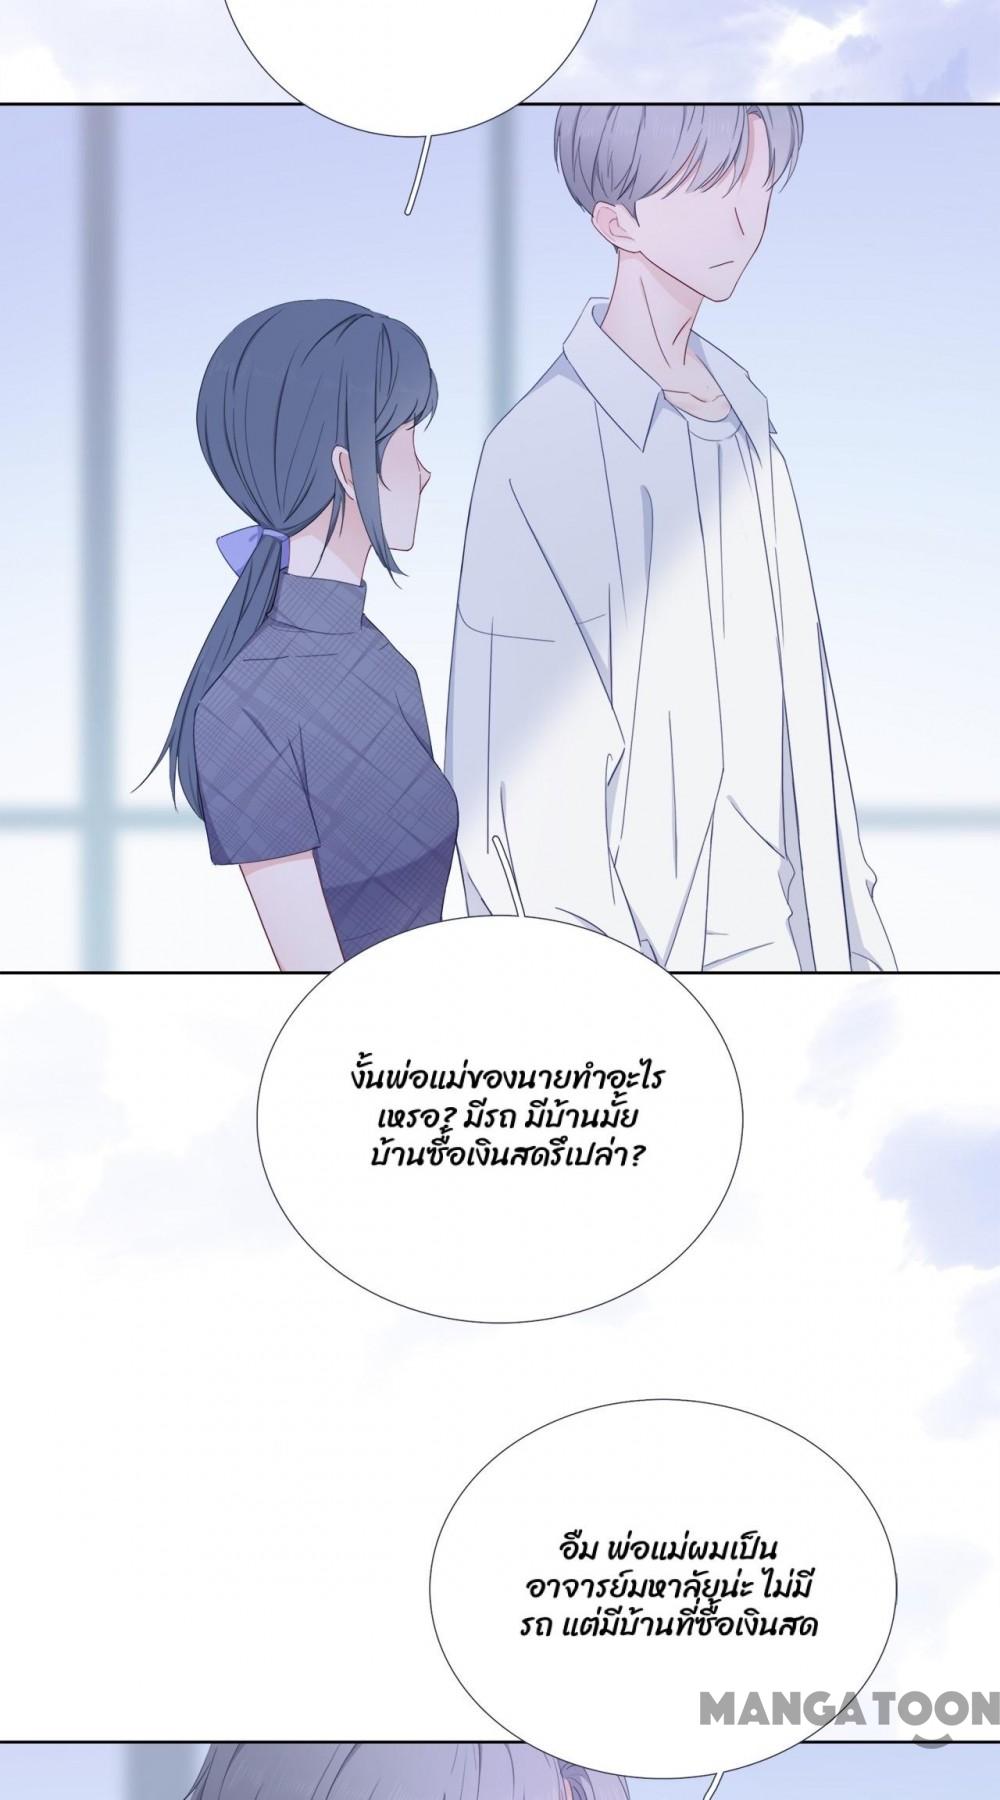 งั้นพ่อแม่ของนายทำอะไร
เหรอ? มีรถ มีบ้านมั้ย
บ้านซื้อเงินสดรึเปล่า?
อืม พ่อแม่ผมเป็น
อาจารย์มหาลัยน่ะ ไม่มี
รถ แต่มีบ้านที่ซื้อเงินสด
MANGATOON